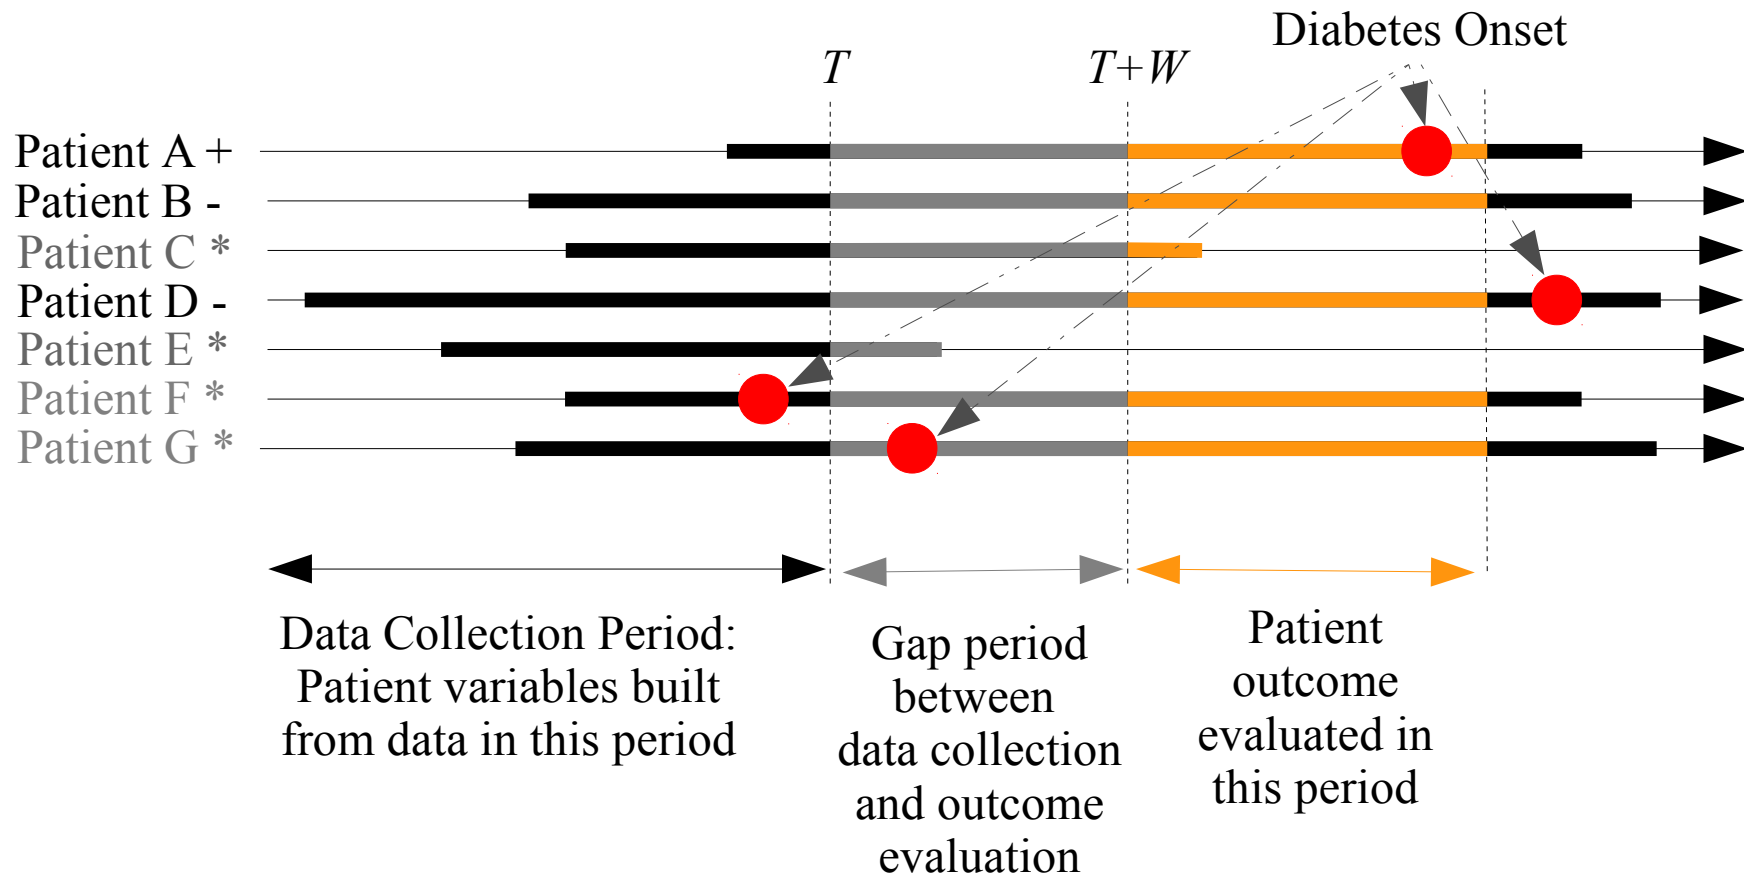 Diabetes Onset
T
T+W
Patient A +
Patient B -
Patient C *
Patient D -
Patient E *
Patient F *
Patient G *
Data Collection Period:
Patient variables built
from data in this period
Gap period
between
data collection
and outcome
evaluation
Patient
outcome
evaluated in
this period